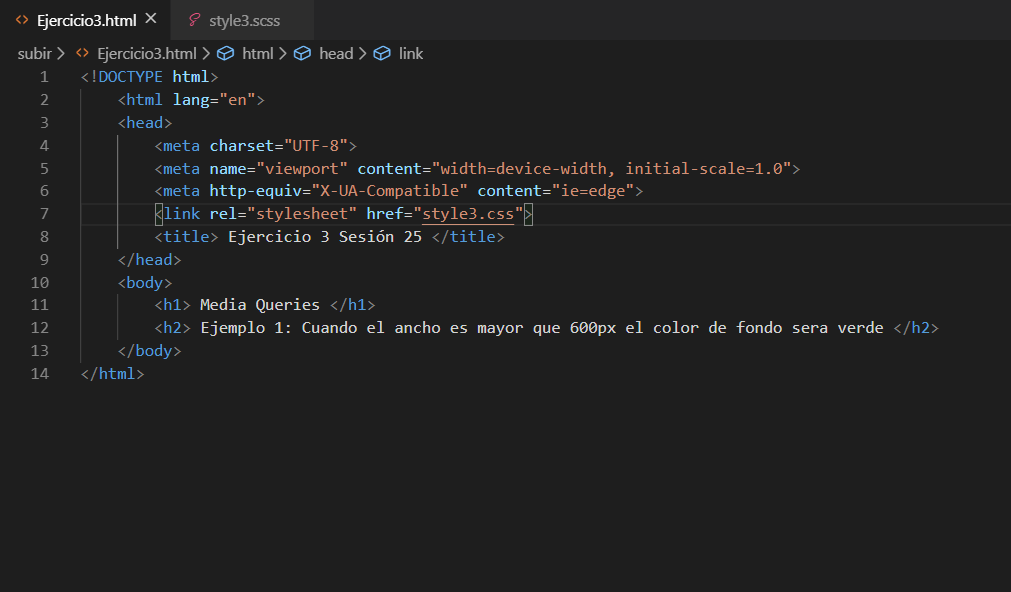 Ejercicio3.html style3.scss
subir > Ejercicio3.html > html > head > link
1 <!DOCTYPE html>
2 <html lang="en">
3 <head>
4 <meta charset="UTF-8">
5 <meta name="viewport" content="width=device-width, initial-scale=1.0">
6 <meta http-equiv="X-UA-Compatible" content="ie=edge">
7 <link rel="stylesheet" href="style3.css">
8 <title> Ejercicio 3 Sesión 25 </title>
9 </head>
10 <body>
11 <h1> Media Queries </h1>
12 <h2> Ejemplo 1: Cuando el ancho es mayor que 600px el color de fondo sera verde </h2>
13 </body>
14 </html>